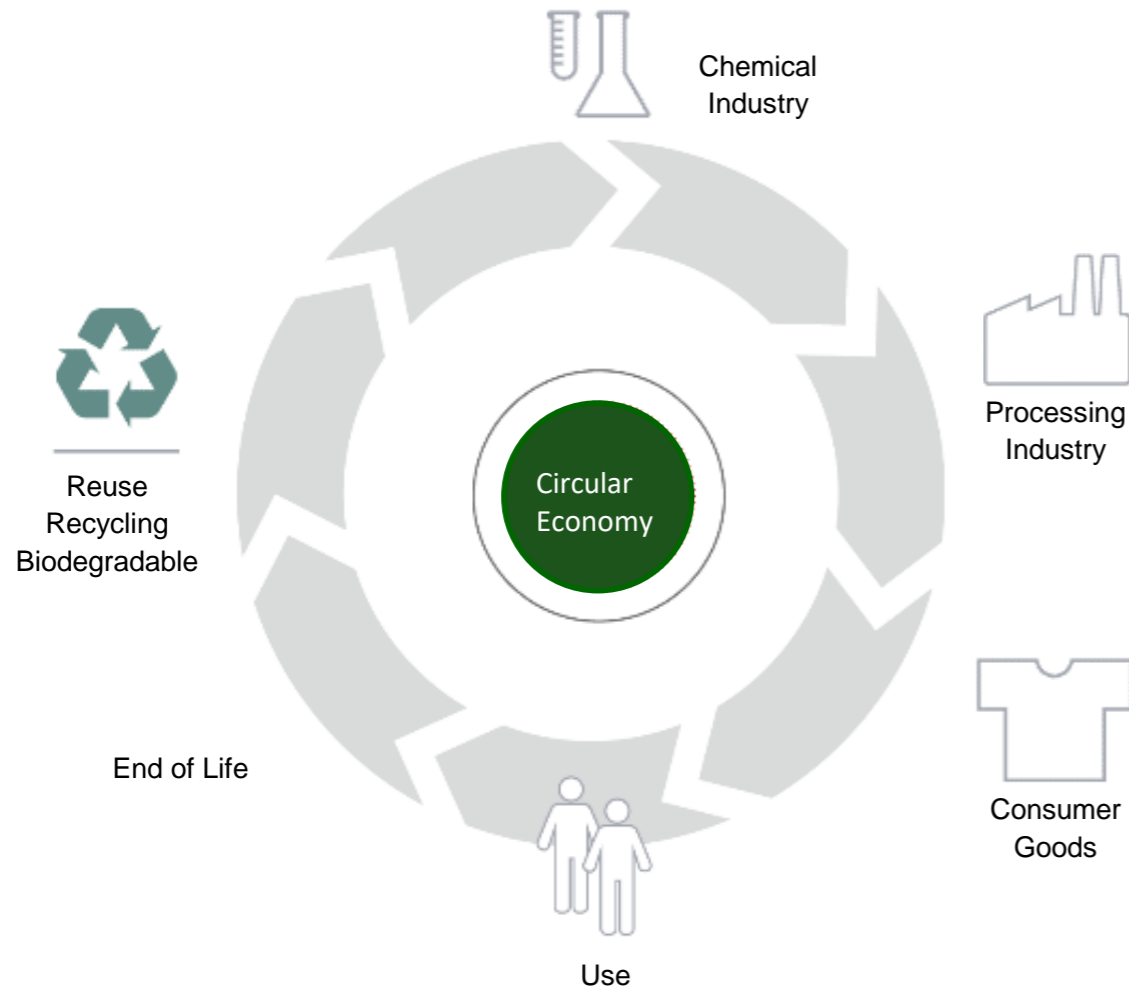 Chemical
Industry
Processing
Industry
Reuse
Recycling
Biodegradable
Circular
Economy
End of Life
Consumer
Goods
Use